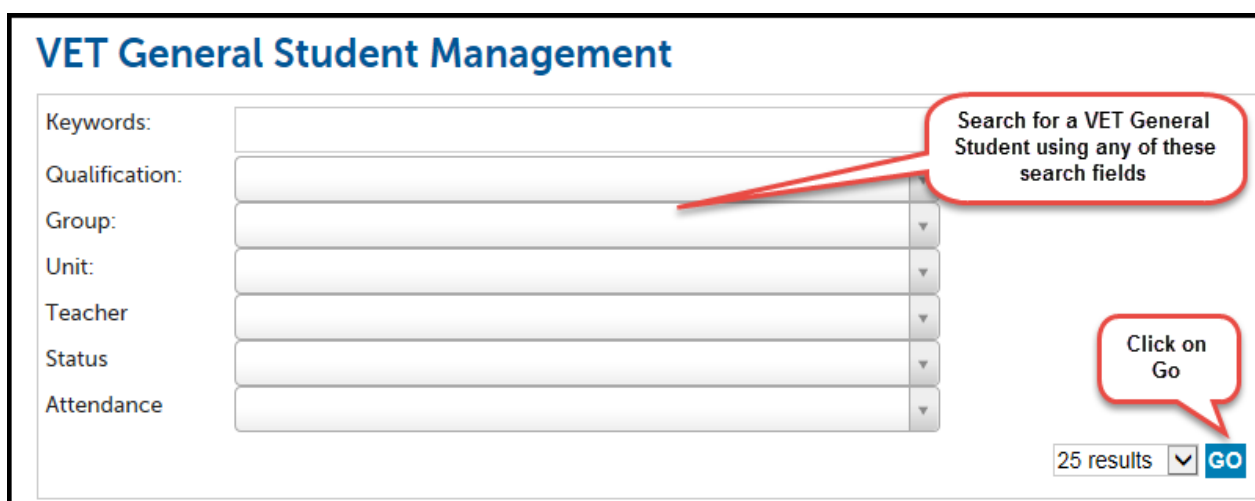 VET General Student Management
Keywords:
Search for a VET General
Student using any of these
search fields
Qualification:
Group:
Unit:
Teacher
Status
Click on
Go
Attendance
25 results
GO